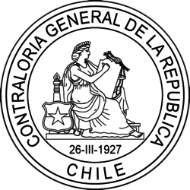 CONTRALORIA GENERAL DE LA REPUBLICA
26-III-1927
CHILE